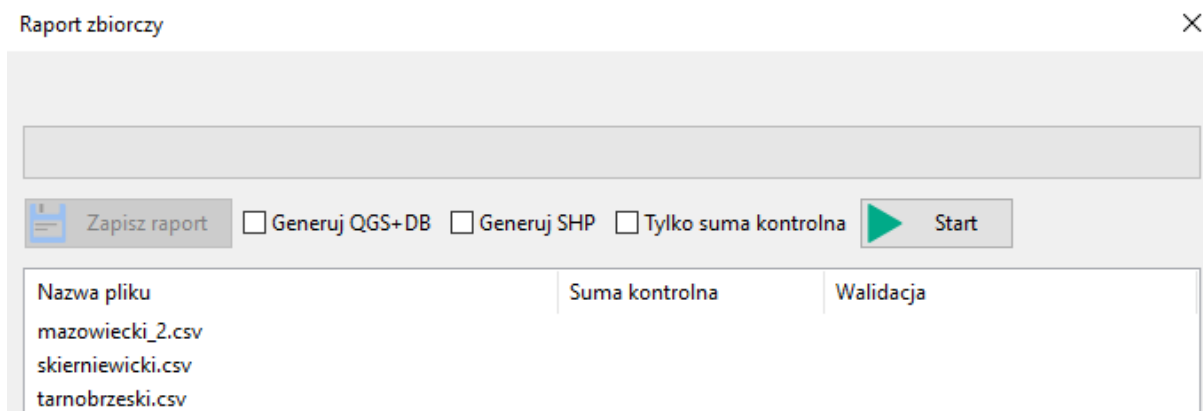 Raport zbiorczy
Zapisz raport Generuj QGS+DB Generuj SHP Tylko suma kontrolna Start
Nazwa pliku Suma kontrolna Walidacja
mazowiecki_2.csv
skierniewicki.csv
tarnobrzeski.csv